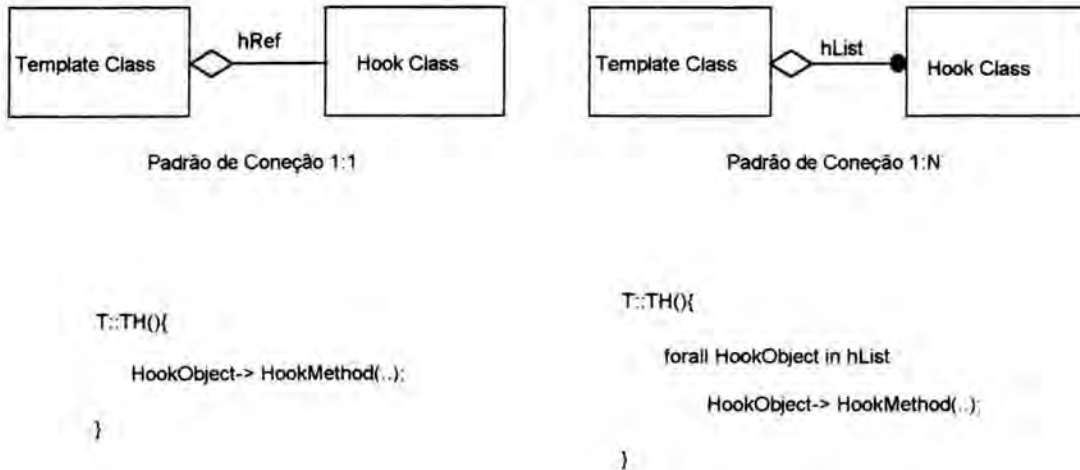 Template Class
hRef
Hook Class
Padrão de Coneção 1:1
T::TH(){
HookObject-> HookMethod(..);
}
Template Class
hList
Hook Class
Padrão de Coneção 1:N
T::TH(){
forall HookObject in hList
HookObject-> HookMethod(..);
}